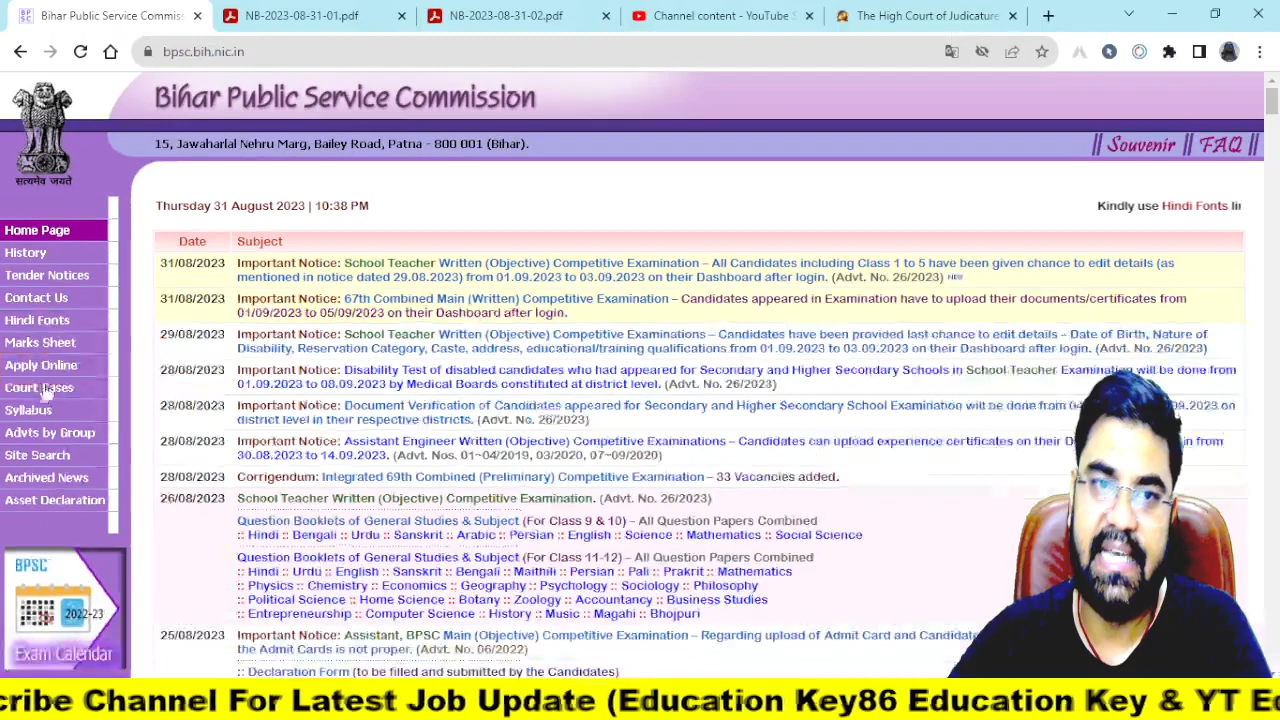 Bihar Public Service Commissi
NB-2023-08-31-01.pdf
NB-2023-08-31-02.pdf
Channel content - YouTube S
The High Court of Judicature
bpsc.bih.nic.in
Bihar Public Service Commission
15, Jawaharlal Nehru Marg, Bailey Road, Patna - 800 001 (Bihar).
|| Souvenir || FAQ ||
सत्यमेव जयते
Thursday 31 August 2023 | 10:38 PM
Kindly use Hindi Fonts lin
Home Page
History
Tender Notices
Contact Us
Hindi Fonts
Marks Sheet
Apply Online
Court Cases
Syllabus
Advts by Group
Site Search
Archived News
Asset Declaration
BPSC
2022-23
Exam Calendar
Date Subject
31/08/2023 Important Notice: School Teacher Written (Objective) Competitive Examination – All Candidates including Class 1 to 5 have been given chance to edit details (as
mentioned in notice dated 29.08.2023) from 01.09.2023 to 03.09.2023 on their Dashboard after login. (Advt. No. 26/2023) NEW
31/08/2023 Important Notice: 67th Combined Main (Written) Competitive Examination – Candidates appeared in Examination have to upload their documents/certificates from
01/09/2023 to 05/09/2023 on their Dashboard after login.
29/08/2023 Important Notice: School Teacher Written (Objective) Competitive Examinations – Candidates have been provided last chance to edit details - Date of Birth, Nature of
Disability, Reservation Category, Caste, address, educational/training qualifications from 01.09.2023 to 03.09.2023 on their Dashboard after login. (Advt. No. 26/2023)
28/08/2023 Important Notice: Disability Test of disabled candidates who had appeared for Secondary and Higher Secondary Schools in School Teacher Examination will be done from
01.09.2023 to 08.09.2023 by Medical Boards constituted at district level. (Advt. No. 26/2023)
28/08/2023 Important Notice: Document Verification of Candidates appeared for Secondary and Higher Secondary School Examination will be done from 09.2023 on
district level in their respective districts. (Advt. No. 26/2023)
28/08/2023 Important Notice: Assistant Engineer Written (Objective) Competitive Examinations – Candidates can upload experience certificates on their in from
30.08.2023 to 14.09.2023. (Advt. Nos. 01~04/2019, 03/2020, 07~09/2020)
28/08/2023 Corrigendum: Integrated 69th Combined (Preliminary) Competitive Examination – 33 Vacancies added.
26/08/2023 School Teacher Written (Objective) Competitive Examination. (Advt. No. 26/2023)
Question Booklets of General Studies & Subject (For Class 9 & 10) - All Question Papers Combined
:: Hindi :: Bengali :: Urdu :: Sanskrit :: Arabic :: Persian :: English :: Science :: Mathematics :: Social Science
Question Booklets of General Studies & Subject (For Class 11-12) - All Question Papers Combined
:: Hindi :: Urdu :: English :: Sanskrit :: Bengali :: Maithili :: Persian :: Pali :: Prakrit :: Mathematics
:: Physics :: Chemistry :: Economics :: Geography :: Psychology :: Sociology :: Philosophy
:: Political Science :: Home Science :: Botany :: Zoology :: Accountancy :: Business Studies
:: Entrepreneurship :: Computer Science :: History :: Music :: Magahi :: Bhojpuri
25/08/2023 Important Notice: Assistant, BPSC Main (Objective) Competitive Examination - Regarding upload of Admit Card and Candidate
the Admit Cards is not proper. (Advt. No. 06/2022)
:: Declaration Form (to be filled and submitted by the Candidates)
cribe Channel For Latest Job Update (Education Key86 Education Key & YT Ed